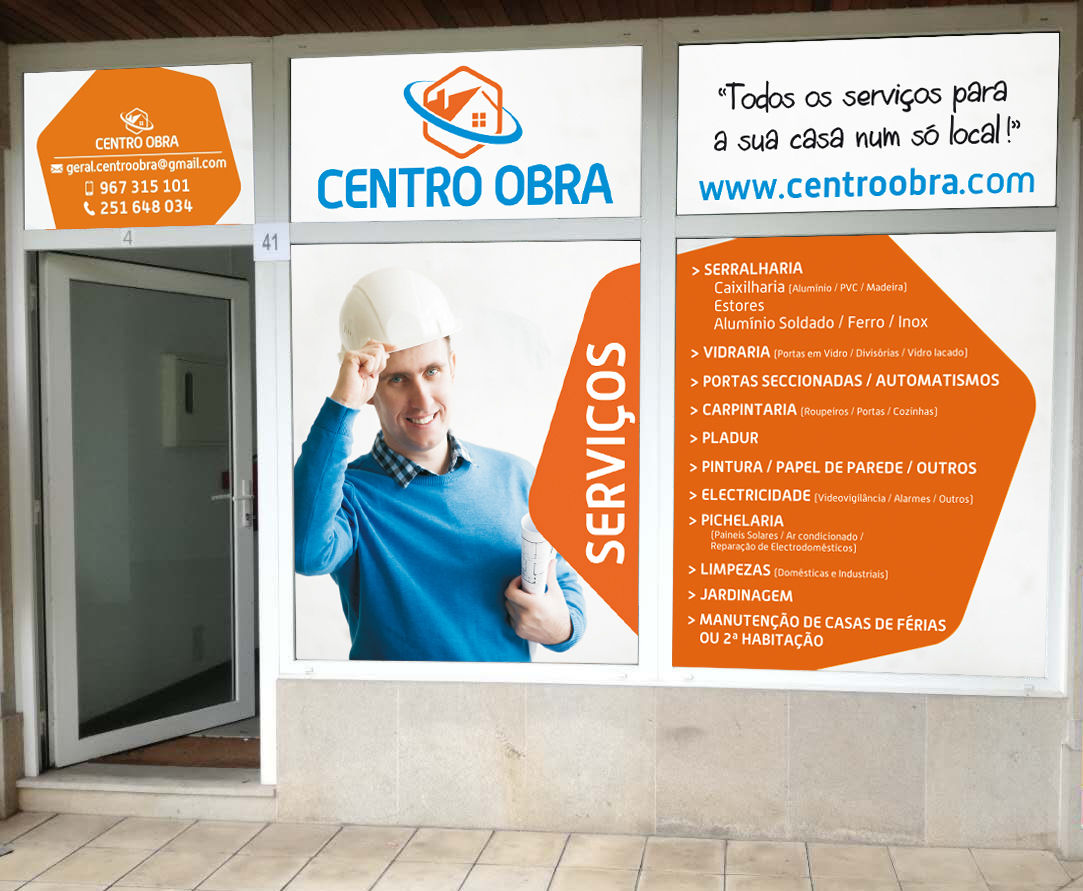 CENTRO OBRA
geral.centroobra@gmail.com
967 315 101
251 648 034
4
41
CENTRO OBRA
«Todos os serviços para
a sua casa num só local!»
www.centroobra.com
SERVIÇOS
> SERRALHARIA
Caixilharia (Alumínio / PVC / Madeira)
Estores
Alumínio Soldado / Ferro / Inox
> VIDRARIA (Portas em Vidro / Divisórias / Vidro lacado)
> PORTAS SECCIONADAS / AUTOMATISMOS
> CARPINTARIA (Roupeiros / Portas / Cozinhas)
> PLADUR
> PINTURA / PAPEL DE PAREDE / OUTROS
> ELECTRICIDADE (Videovigilância / Alarmes / Outros)
> PICHELARIA
(Paineis Solares / Ar condicionado /
Reparação de Electrodomésticos)
> LIMPEZAS (Domésticas e Industriais)
> JARDINAGEM
> MANUTENÇÃO DE CASAS DE FÉRIAS
OU 2ª HABITAÇÃO